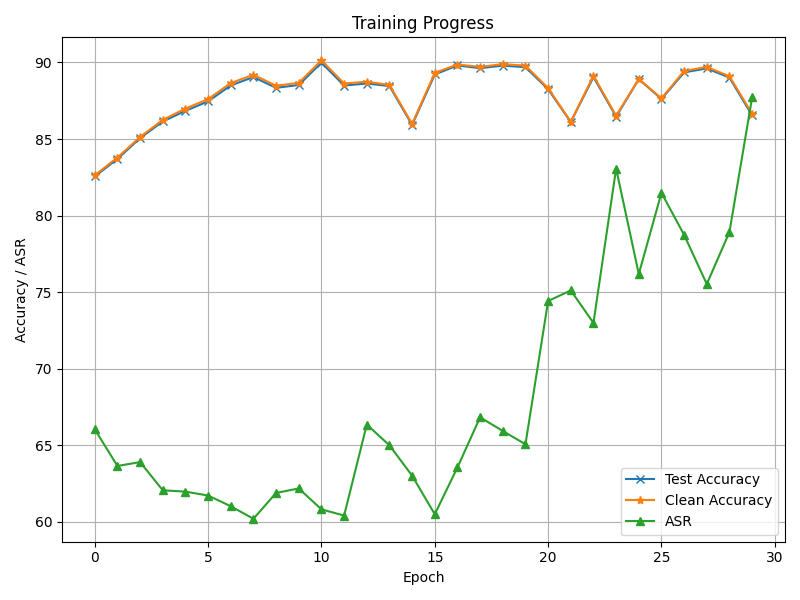 Training Progress
Accuracy / ASR
90
85
80
75
70
65
60
Test Accuracy
Clean Accuracy
ASR
0 5 10 15 20 25 30
Epoch